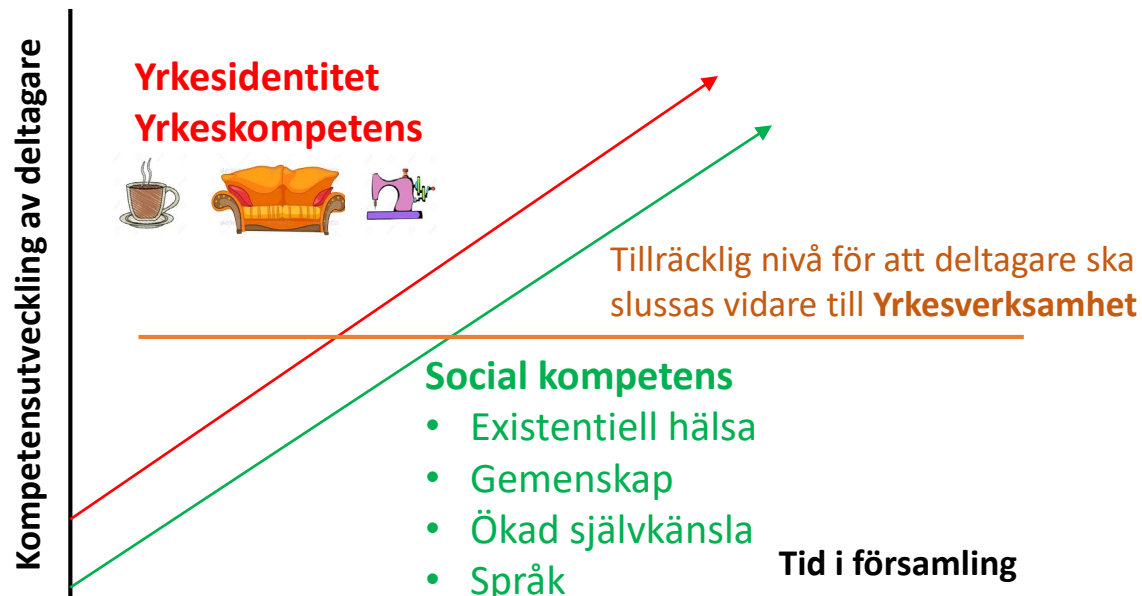 Kompetensutveckling av deltagare
Yrkesidentitet
Yrkeskompetens
Tillräcklig nivå för att deltagare ska
slussas vidare till Yrkesverksamhet
Social kompetens
• Existentiell hälsa
• Gemenskap
• Ökad självkänsla
• Språk
Tid i församling